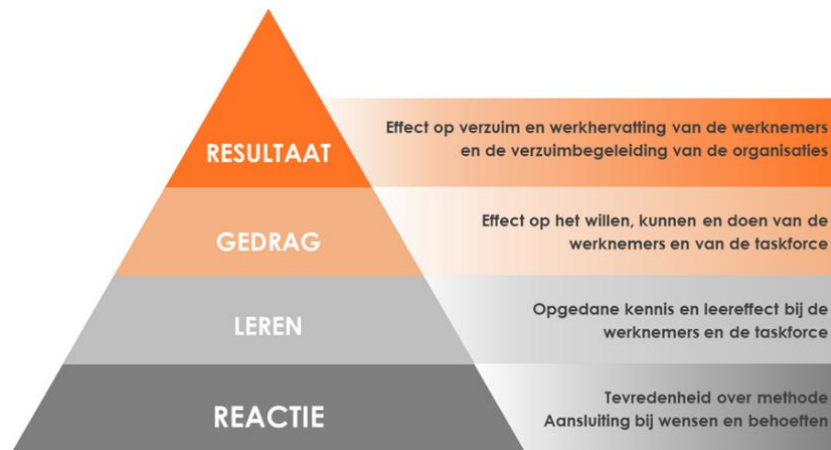 RESULTAAT
Effect op verzuim en werkhervatting van de werknemers
en de verzuimbegeleiding van de organisaties
GEDRAG
Effect op het willen, kunnen en doen van de
werknemers en van de taskforce
LEREN
Opgedane kennis en leereffect bij de
werknemers en de taskforce
REACTIE
Tevredenheid over methode
Aansluiting bij wensen en behoeften